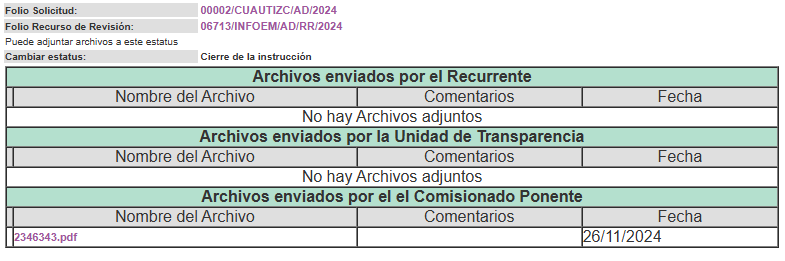 Folio Solicitud: 00002/CUAUTIZC/AD/2024
Folio Recurso de Revisión: 06713/INFOEM/AD/RR/2024
Puede adjuntar archivos a este estatus
Cambiar estatus: Cierre de la instrucción
Archivos enviados por el Recurrente
Nombre del Archivo Comentarios Fecha
No hay Archivos adjuntos
Archivos enviados por la Unidad de Transparencia
Nombre del Archivo Comentarios Fecha
No hay Archivos adjuntos
Archivos enviados por el el Comisionado Ponente
Nombre del Archivo Comentarios Fecha
2346343.pdf 26/11/2024